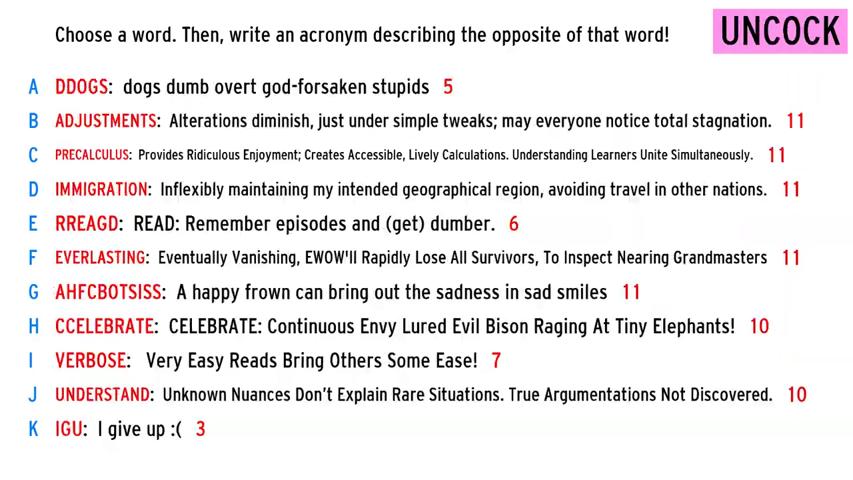 Choose a word. Then, write an acronym describing the opposite of that word!
UNCOCK
A DDOGS: dogs dumb overt god-forsaken stupids 5
B ADJUSTMENTS: Alterations diminish, just under simple tweaks; may everyone notice total stagnation. 11
C PRECALCULUS: Provides Ridiculous Enjoyment; Creates Accessible, Lively Calculations. Understanding Learners Unite Simultaneously. 11
D IMMIGRATION: Inflexibly maintaining my intended geographical region, avoiding travel in other nations. 11
E RREAGD: READ: Remember episodes and (get) dumber. 6
F EVERLASTING: Eventually Vanishing, EWOW'll Rapidly Lose All Survivors, To Inspect Nearing Grandmasters 11
G AHFCBOTSISS: A happy frown can bring out the sadness in sad smiles 11
H CCELEBRATE: CELEBRATE: Continuous Envy Lured Evil Bison Raging At Tiny Elephants! 10
I VERBOSE: Very Easy Reads Bring Others Some Ease! 7
J UNDERSTAND: Unknown Nuances Don't Explain Rare Situations. True Argumentations Not Discovered. 10
K IGU: I give up :( 3